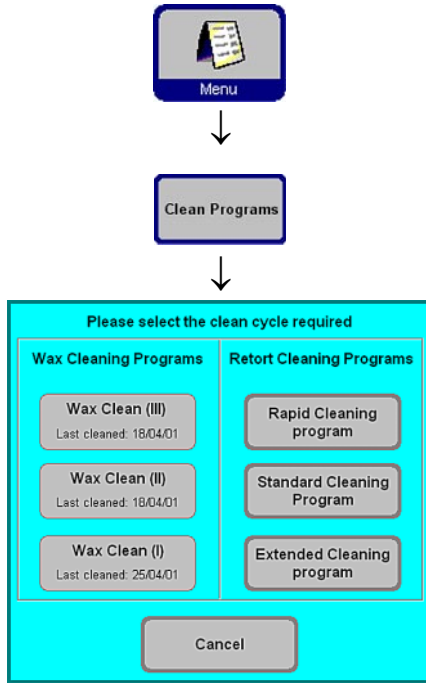 Menu
Clean Programs
Please select the clean cycle required
Wax Cleaning Programs
Wax Clean (III)
Last cleaned: 18/04/01
Wax Clean (II)
Last cleaned: 18/04/01
Wax Clean (I)
Last cleaned: 25/04/01
Retort Cleaning Programs
Rapid Cleaning
program
Standard Cleaning
Program
Extended Cleaning
program
Cancel